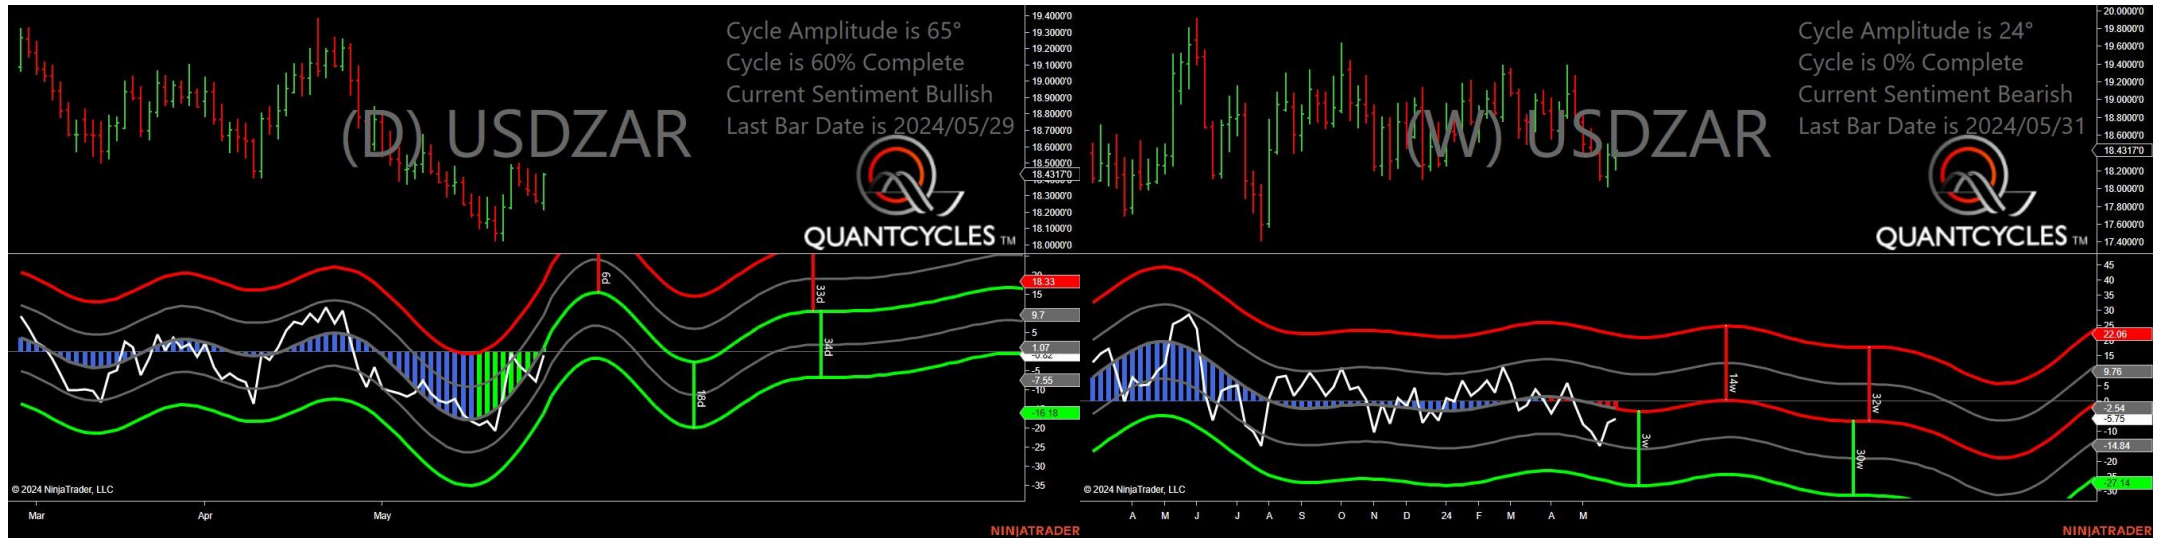 Cycle Amplitude is 65°
Cycle is 60% Complete
Current Sentiment Bullish
Last Bar Date is 2024/05/29
(D) USDZAR
QUANTCYCLES TM
19.4000'0
19.3000'0
19.2000'0
19.1000'0
19.0000'0
18.9000'0
18.8000'0
18.7000'0
18.6000'0
18.5000'0
18.4317'0
18.3000'0
18.2000'0
18.1000'0
18.0000'0
6d
33d
34d
18d
18.33
15
9.7
5
1.07
-0.82
-5
-7.55
-10
-16.18
-20
-25
-30
-35
© 2024 NinjaTrader, LLC
Mar Apr May
NINJATRADER
Cycle Amplitude is 24°
Cycle is 0% Complete
Current Sentiment Bearish
Last Bar Date is 2024/05/31
(W) USDZAR
QUANTCYCLES TM
20.0000'0
19.8000'0
19.6000'0
19.4000'0
19.2000'0
19.0000'0
18.8000'0
18.6000'0
18.4317'0
18.2000'0
18.0000'0
17.8000'0
17.6000'0
17.4000'0
14w
32w
3w
30w
45
40
35
30
25
22.06
20
15
9.76
5
0
-2.54
-5.75
-10
-14.84
-20
-27.14
-30
© 2024 NinjaTrader, LLC
A M J J A S O N D 24 F M A M
NINJATRADER